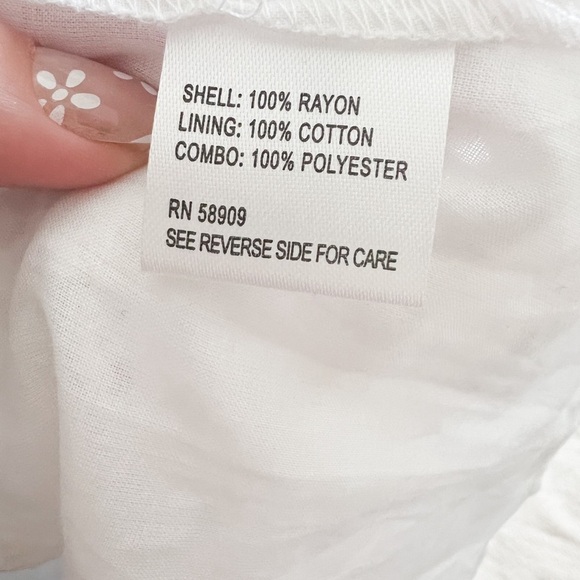 SHELL: 100% RAYON
LINING: 100% COTTON
COMBO: 100% POLYESTER
RN 58909
SEE REVERSE SIDE FOR CARE